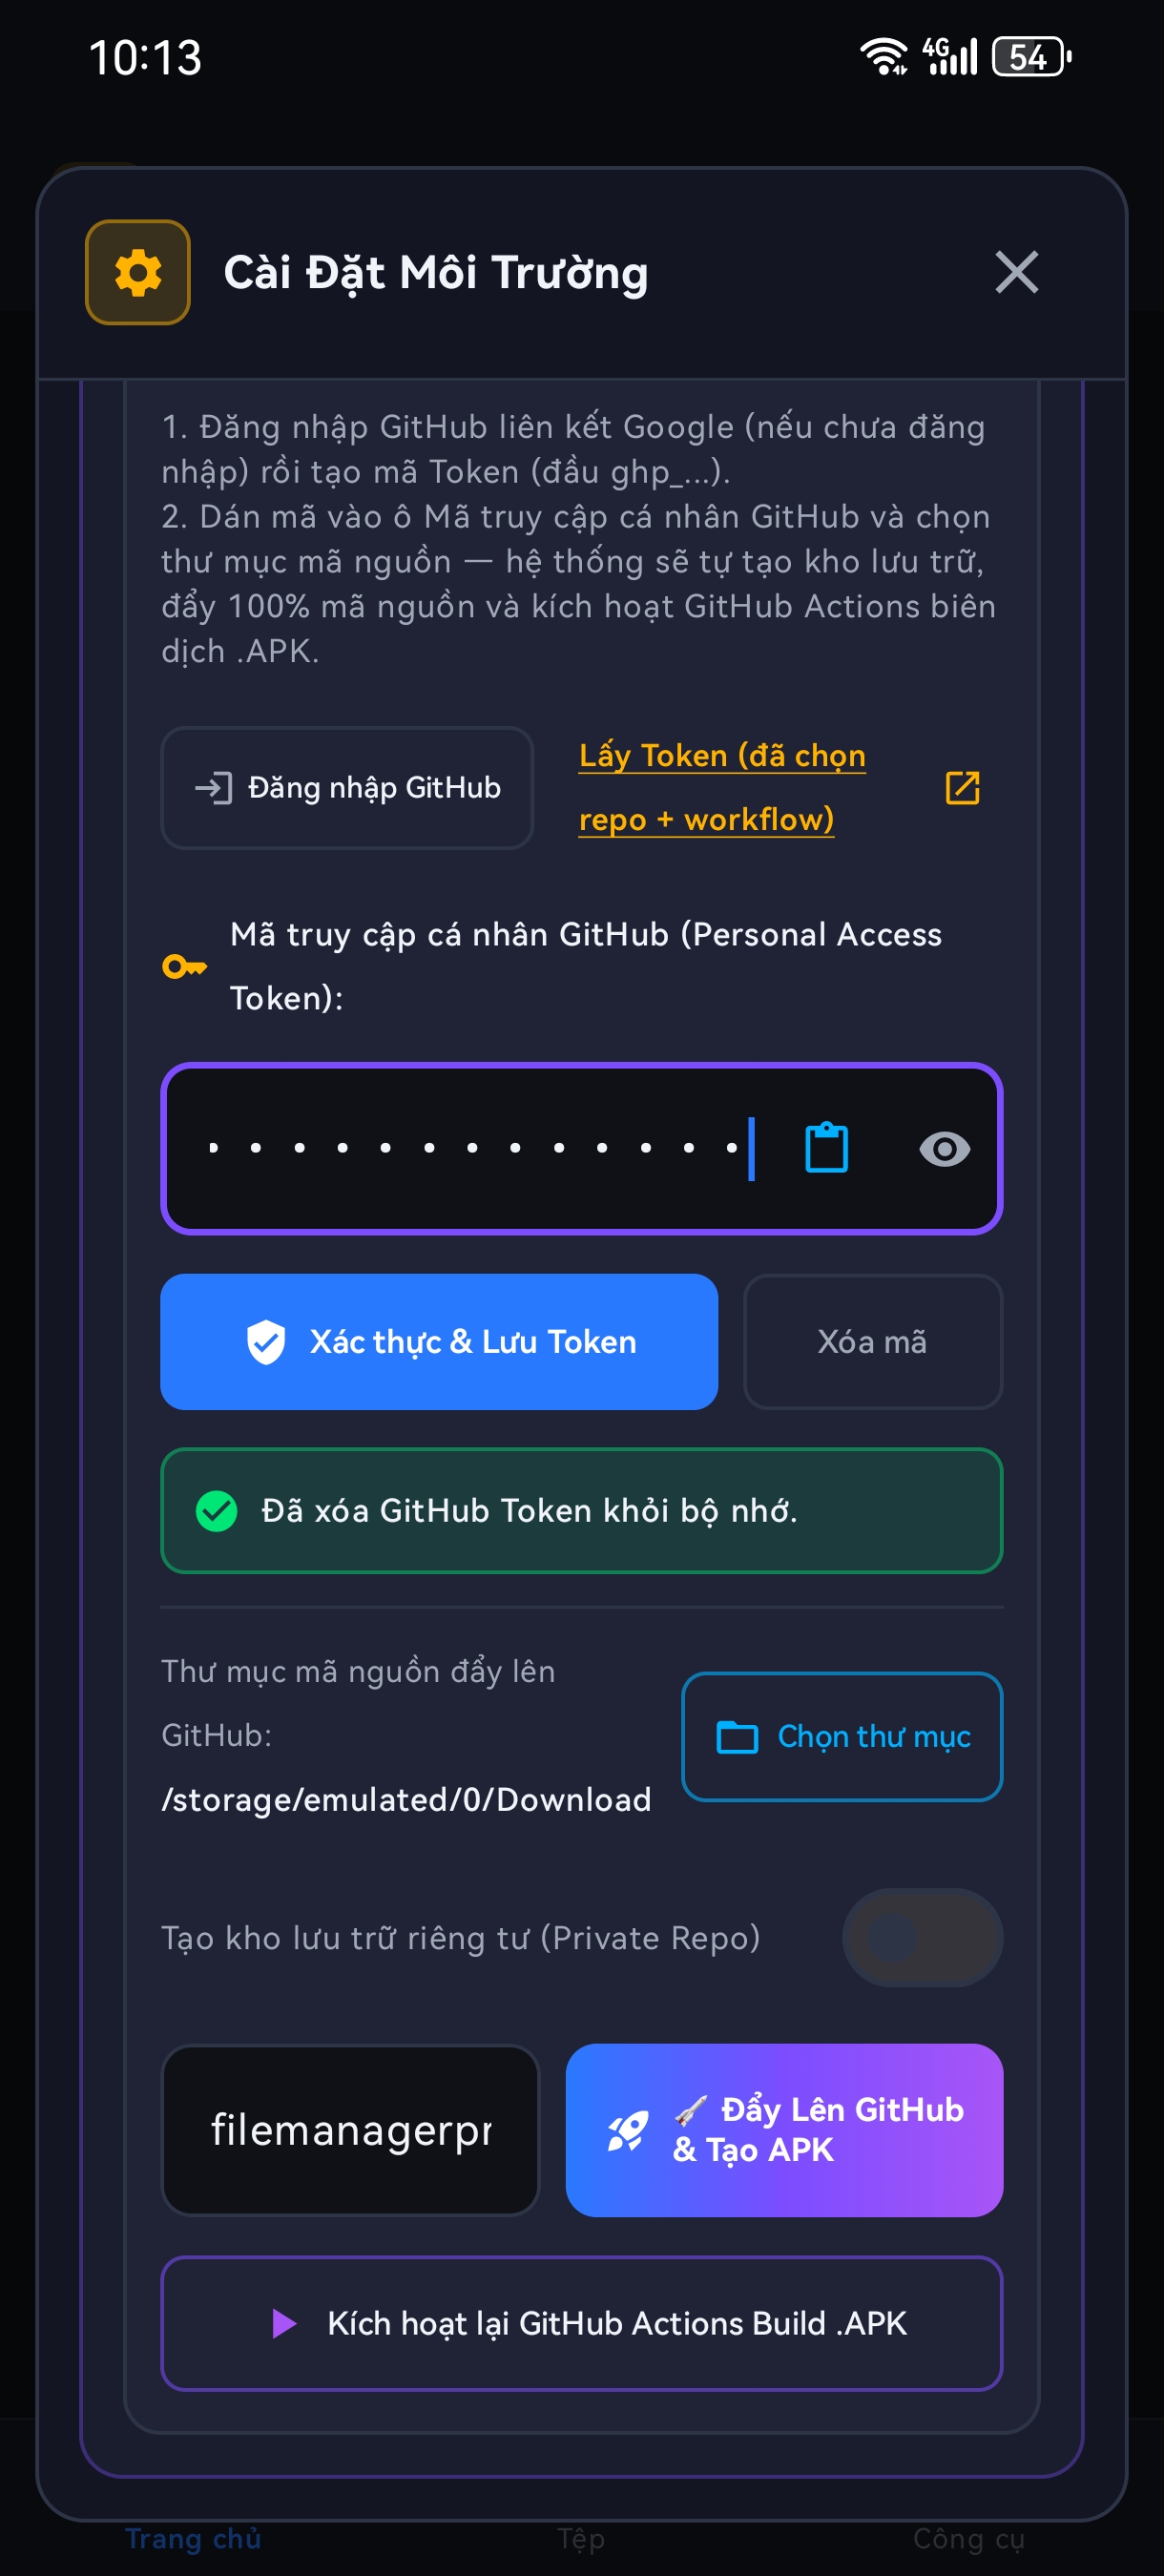 10:13
4G
54
Cài Đặt Môi Trường
1. Đăng nhập GitHub liên kết Google (nếu chưa đăng
nhập) rồi tạo mã Token (đầu ghp_...).
2. Dán mã vào ô Mã truy cập cá nhân GitHub và chọn
thư mục mã nguồn — hệ thống sẽ tự tạo kho lưu trữ,
đẩy 100% mã nguồn và kích hoạt GitHub Actions biên
dịch .APK.
Đăng nhập GitHub
Lấy Token (đã chọn
repo + workflow)
Mã truy cập cá nhân GitHub (Personal Access
Token):
Xác thực & Lưu Token
Xóa mã
Đã xóa GitHub Token khỏi bộ nhớ.
Thư mục mã nguồn đẩy lên
GitHub:
/storage/emulated/0/Download
Chọn thư mục
Tạo kho lưu trữ riêng tư (Private Repo)
filemanagerpr
🚀 Đẩy Lên GitHub
& Tạo APK
Kích hoạt lại GitHub Actions Build .APK
Trang chủ
Tệp
Công cụ